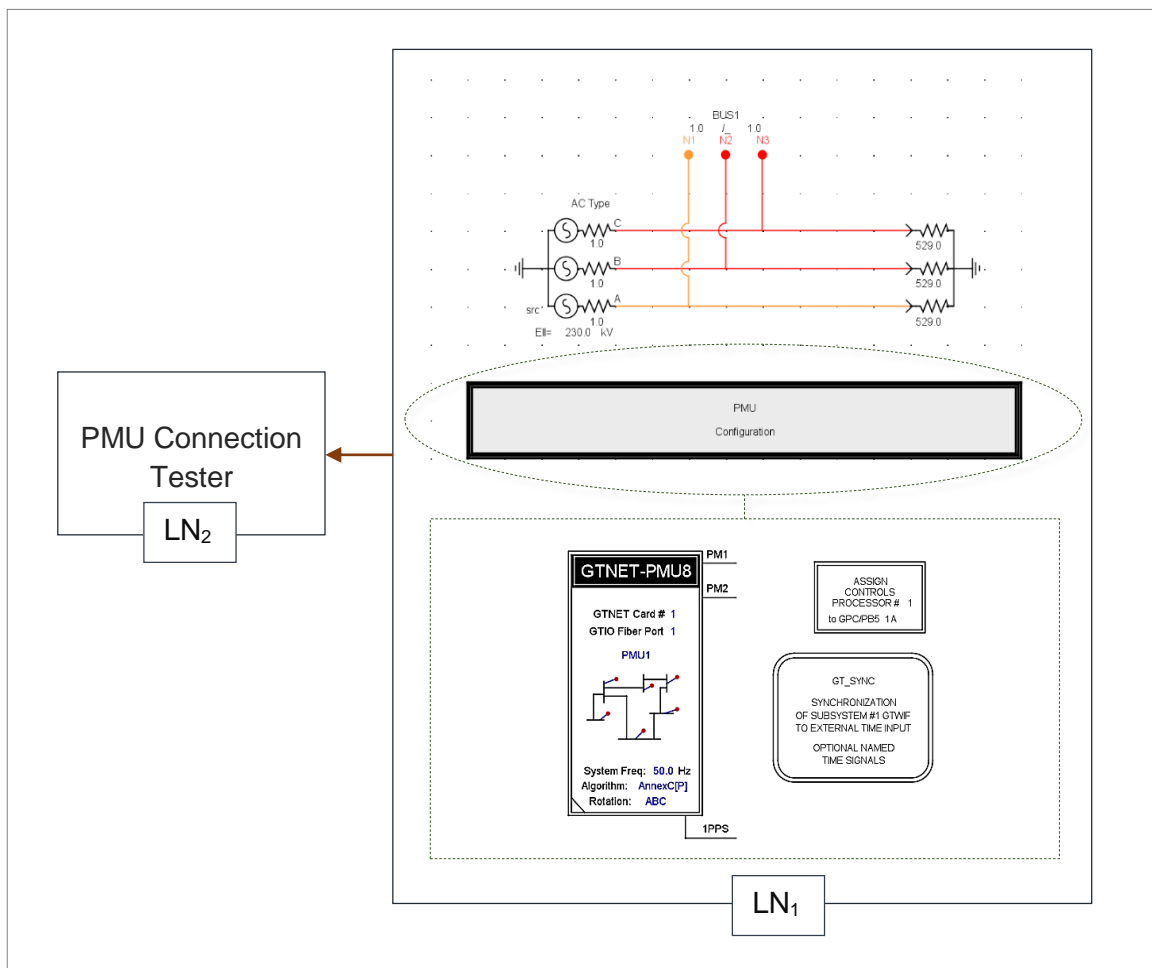 BUS1
1.0 /_ 1.0
N1 N2 N3
AC Type
C
1.0
529.0
B
1.0
529.0
A
src
1.0
529.0
Ell= 230.0 kV
PMU
Configuration
PMU Connection
Tester
LN₂
GTNET-PMU8
PM1
PM2
GTNET Card # 1
GTIO Fiber Port 1
PMU1
System Freq: 50.0 Hz
Algorithm: AnnexC[P]
Rotation: ABC
1PPS
ASSIGN
CONTROLS
PROCESSOR # 1
to GPC/PB5 1A
GT_SYNC
SYNCHRONIZATION
OF SUBSYSTEM #1 GTWIF
TO EXTERNAL TIME INPUT
OPTIONAL NAMED
TIME SIGNALS
LN₁